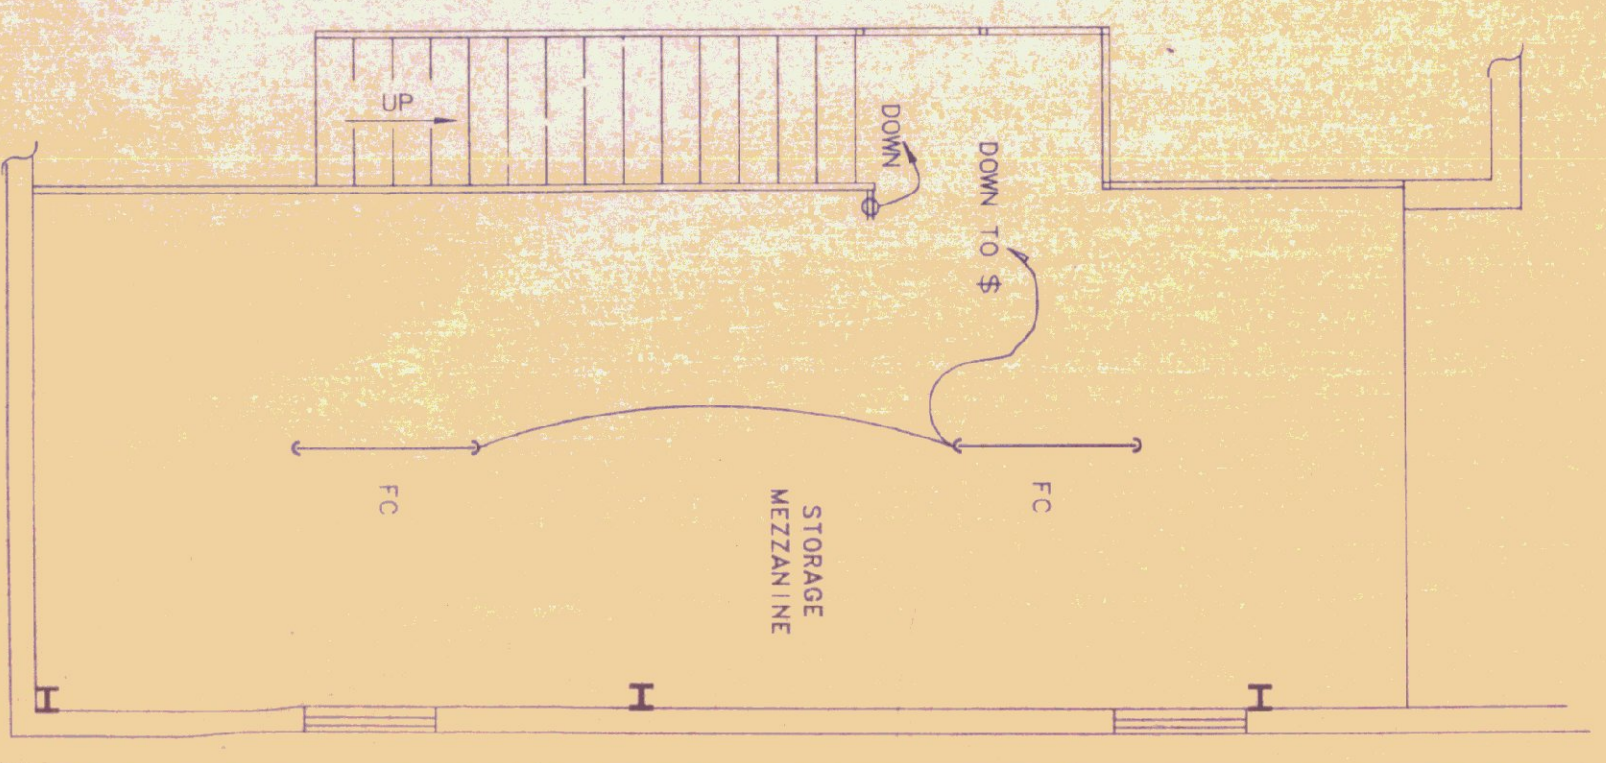 UP
DOWN
DOWN TO $
FC
FC
STORAGE
MEZZANINE